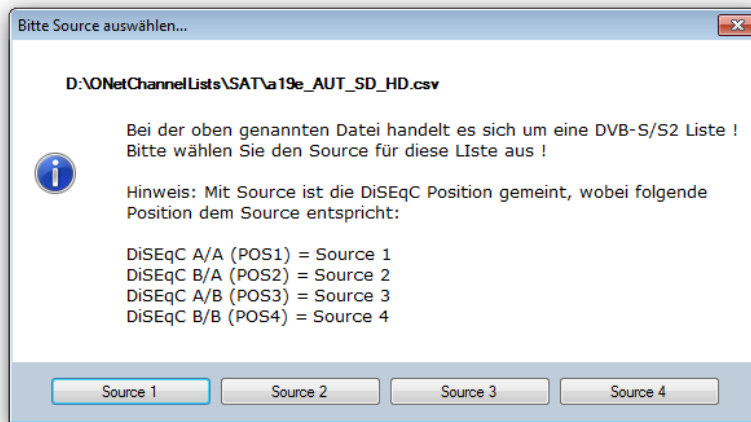 Bitte Source auswählen...
D:\ONetChannelLists\SAT\a19e_AUT_SD_HD.csv
Bei der oben genannten Datei handelt es sich um eine DVB-S/S2 Liste !
Bitte wählen Sie den Source für diese LIste aus !
Hinweis: Mit Source ist die DiSEqC Position gemeint, wobei folgende
Position dem Source entspricht:
DiSEqC A/A (POS1) = Source 1
DiSEqC B/A (POS2) = Source 2
DiSEqC A/B (POS3) = Source 3
DiSEqC B/B (POS4) = Source 4
Source 1 Source 2 Source 3 Source 4